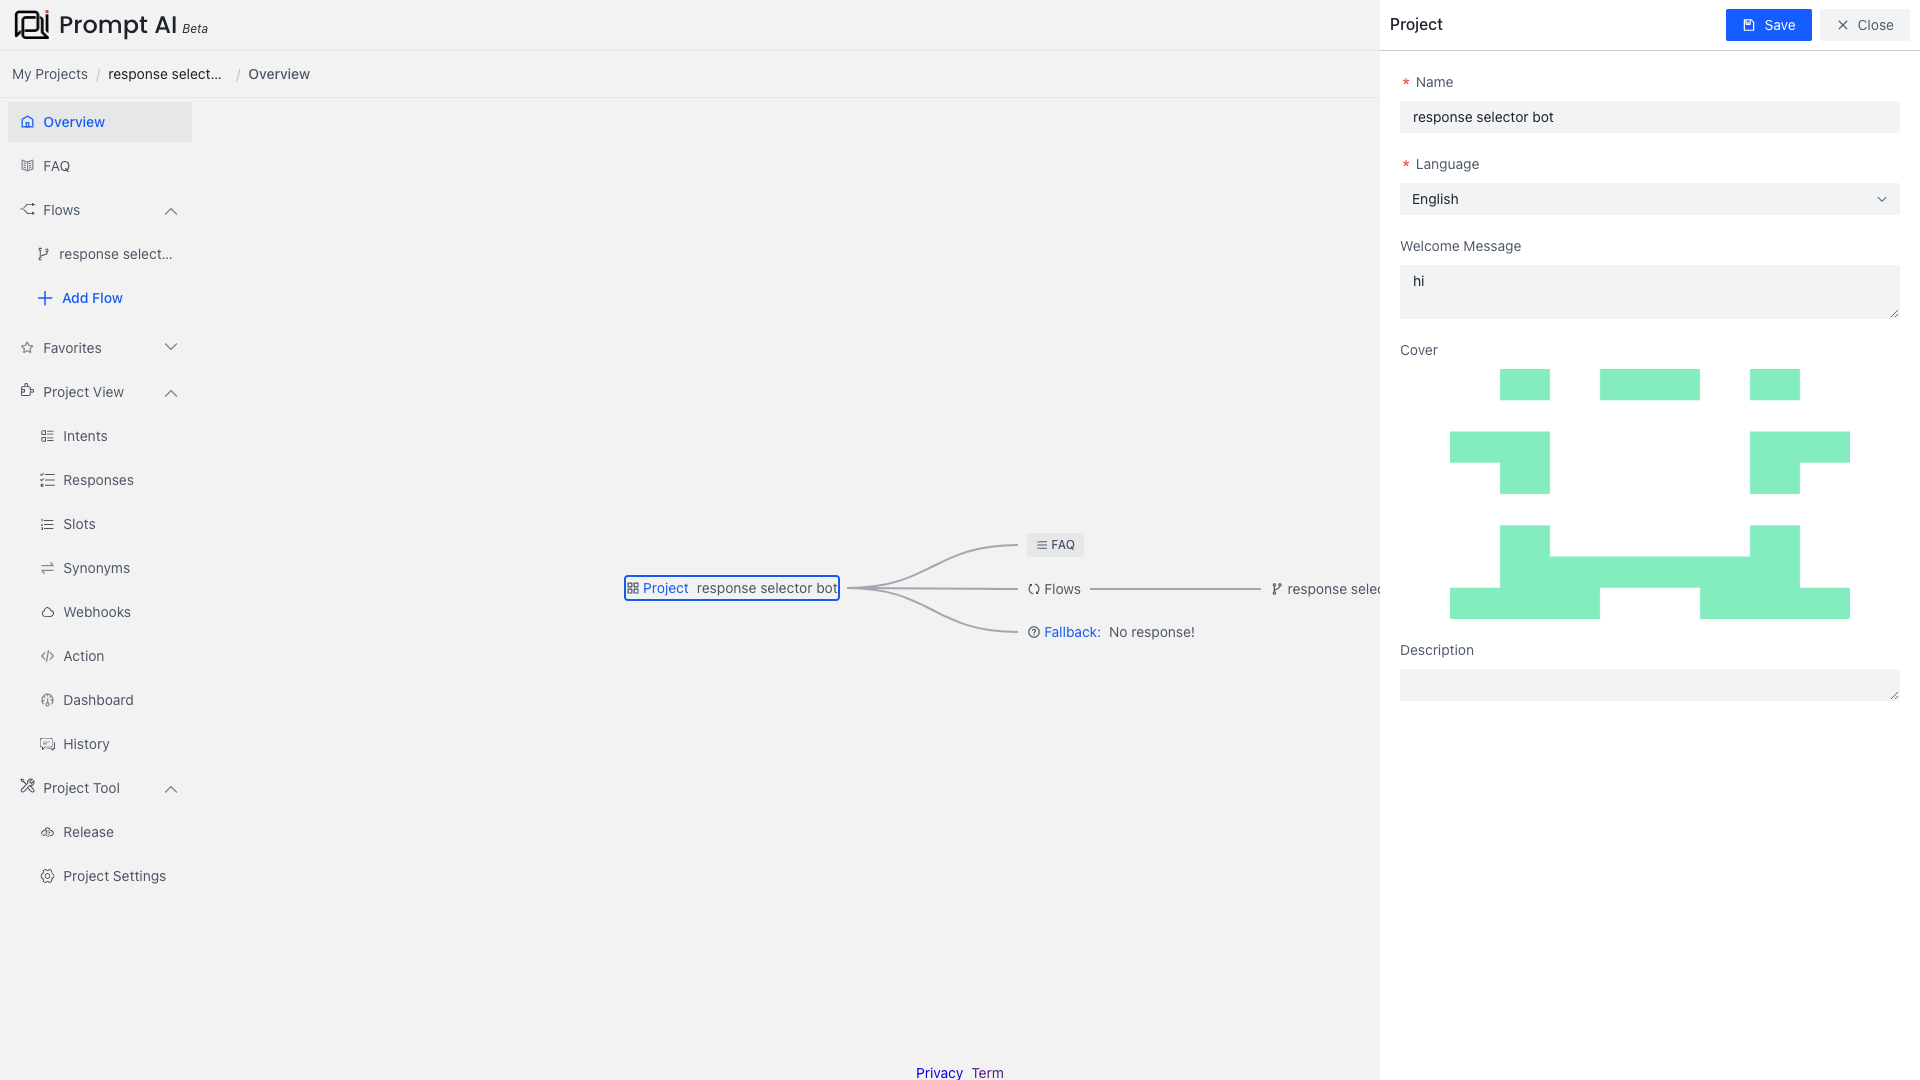 Prompt AI Beta
Project
Save
Close
My Projects / response select... / Overview
Overview
FAQ
Flows
response select...
Add Flow
Favorites
Project View
Intents
Responses
Slots
Synonyms
Webhooks
Action
Dashboard
History
Project Tool
Release
Project Settings
Project response selector bot
FAQ
Flows
response selec
Fallback: No response!
* Name
response selector bot
* Language
English
Welcome Message
hi
Cover
Description
Privacy Term